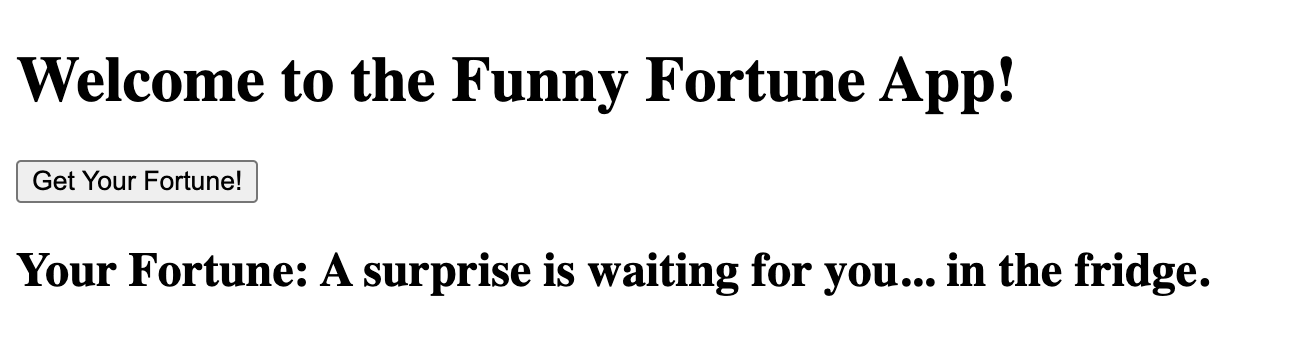 Welcome to the Funny Fortune App!
Get Your Fortune!
Your Fortune: A surprise is waiting for you... in the fridge.